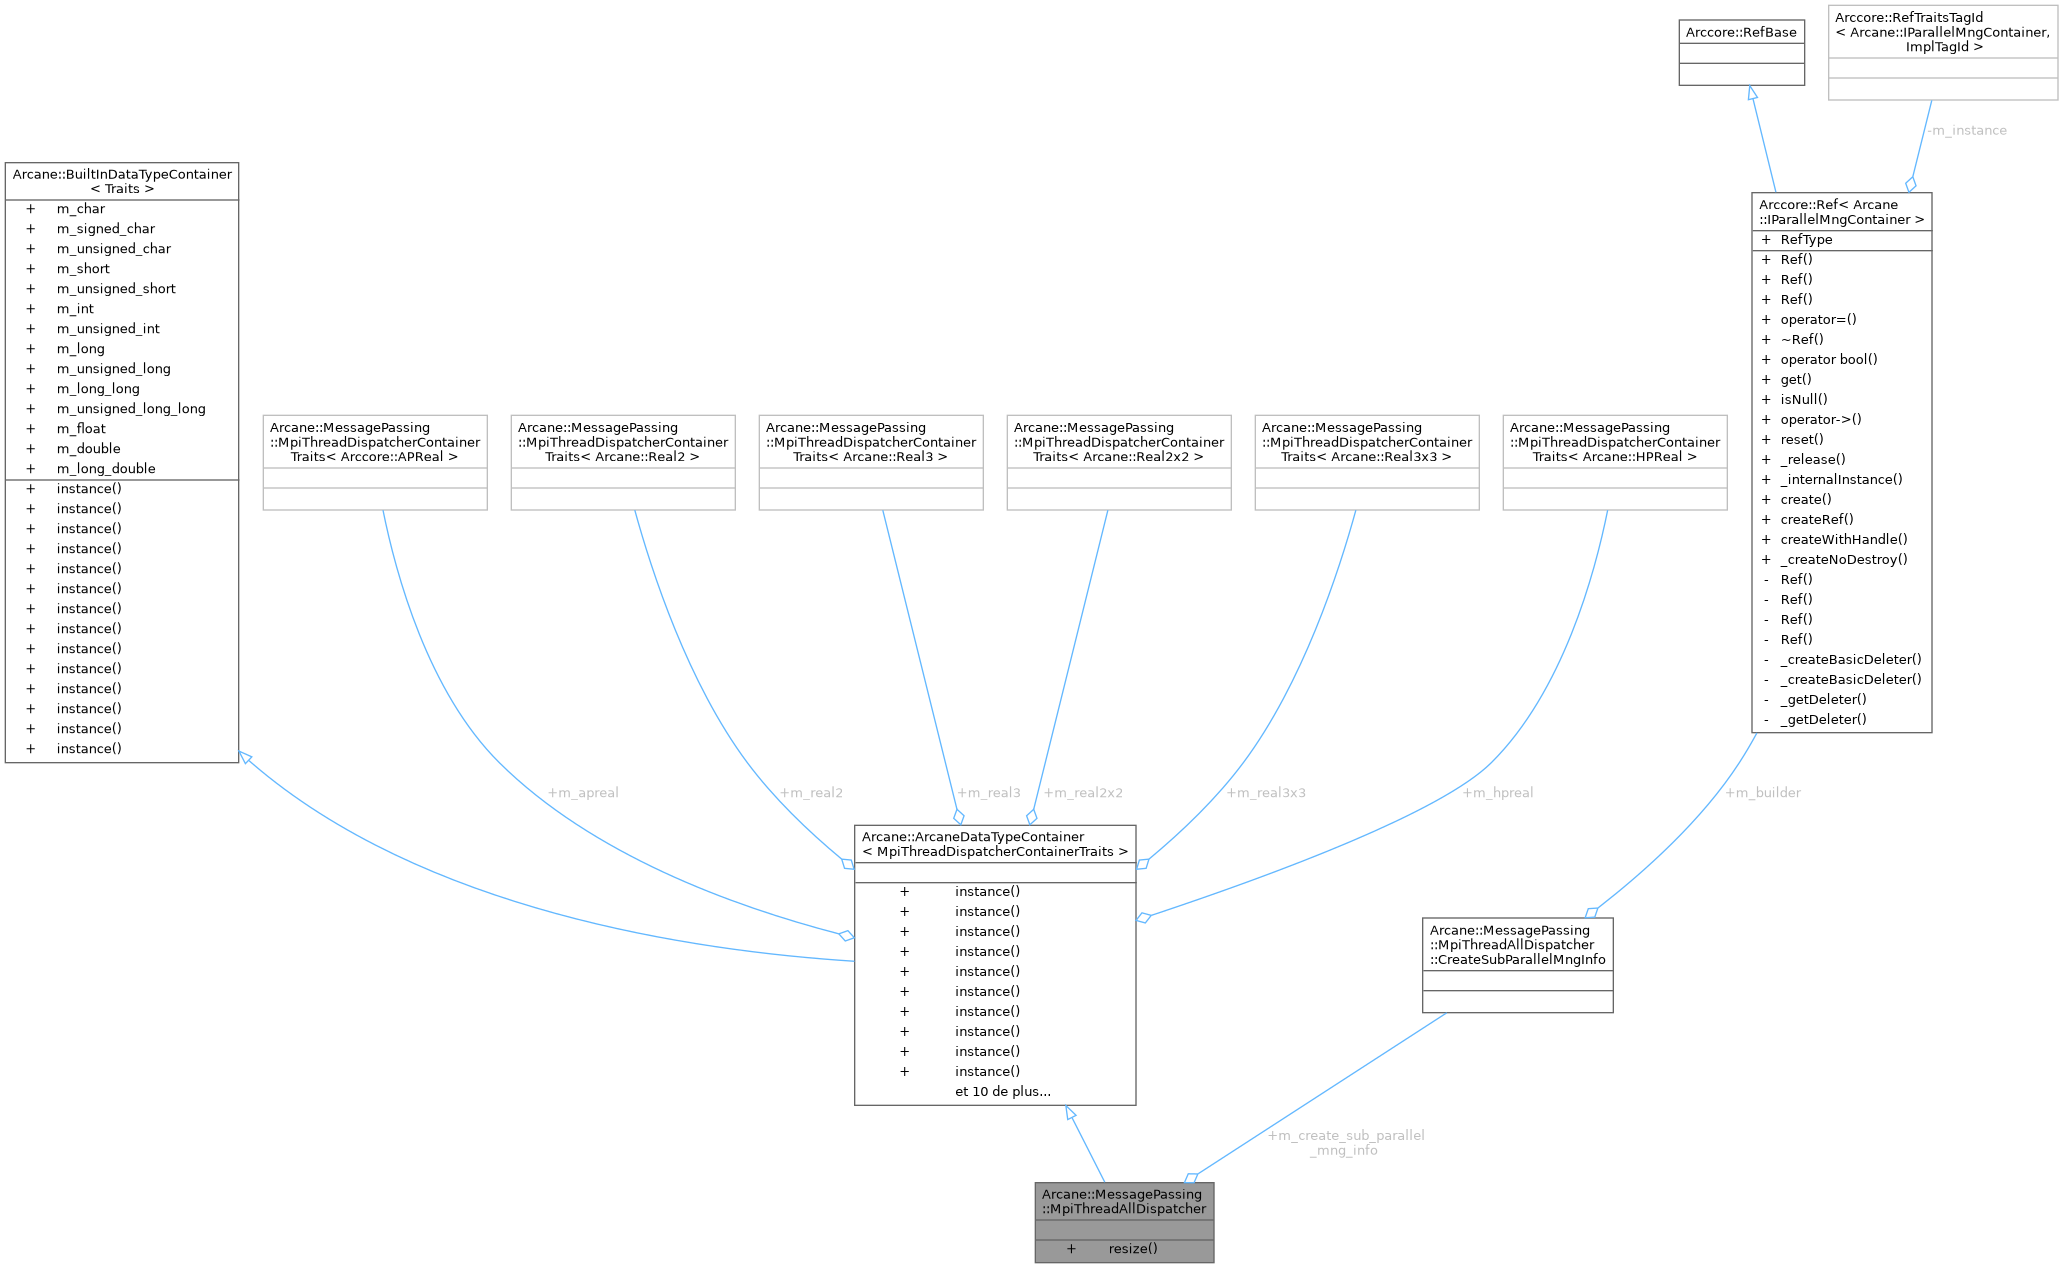 Arccore::RefBase
Arccore::RefTraitsTagId
< Arcane::IParallelMngContainer,
ImplTagId >
-m_instance
Arcane::BuiltInDataTypeContainer
< Traits >
+ m_char
+ m_signed_char
+ m_unsigned_char
+ m_short
+ m_unsigned_short
+ m_int
+ m_unsigned_int
+ m_long
+ m_unsigned_long
+ m_long_long
+ m_unsigned_long_long
+ m_float
+ m_double
+ m_long_double
+ instance()
+ instance()
+ instance()
+ instance()
+ instance()
+ instance()
+ instance()
+ instance()
+ instance()
+ instance()
+ instance()
+ instance()
+ instance()
+ instance()
Arcane::MessagePassing
::MpiThreadDispatcherContainer
Traits< Arccore::APReal >
Arcane::MessagePassing
::MpiThreadDispatcherContainer
Traits< Arcane::Real2 >
Arcane::MessagePassing
::MpiThreadDispatcherContainer
Traits< Arcane::Real3 >
Arcane::MessagePassing
::MpiThreadDispatcherContainer
Traits< Arcane::Real2x2 >
Arcane::MessagePassing
::MpiThreadDispatcherContainer
Traits< Arcane::Real3x3 >
Arcane::MessagePassing
::MpiThreadDispatcherContainer
Traits< Arcane::HPReal >
Arccore::Ref< Arcane
::IParallelMngContainer >
+ RefType
+ Ref()
+ Ref()
+ Ref()
+ operator=()
+ ~Ref()
+ operator bool()
+ get()
+ isNull()
+ operator->()
+ reset()
+ _release()
+ _internalInstance()
+ create()
+ createRef()
+ createWithHandle()
+ _createNoDestroy()
- Ref()
- Ref()
- Ref()
- Ref()
- _createBasicDeleter()
- _createBasicDeleter()
- _getDeleter()
- _getDeleter()
+m_apreal
+m_real2
+m_real3
+m_real2x2
+m_real3x3
+m_hpreal
+m_builder
Arcane::ArcaneDataTypeContainer
< MpiThreadDispatcherContainerTraits >
+ instance()
+ instance()
+ instance()
+ instance()
+ instance()
+ instance()
+ instance()
+ instance()
+ instance()
+ instance()
et 10 de plus...
Arcane::MessagePassing
::MpiThreadAllDispatcher
::CreateSubParallelMngInfo
+m_create_sub_parallel
_mng_info
Arcane::MessagePassing
::MpiThreadAllDispatcher
+ resize()